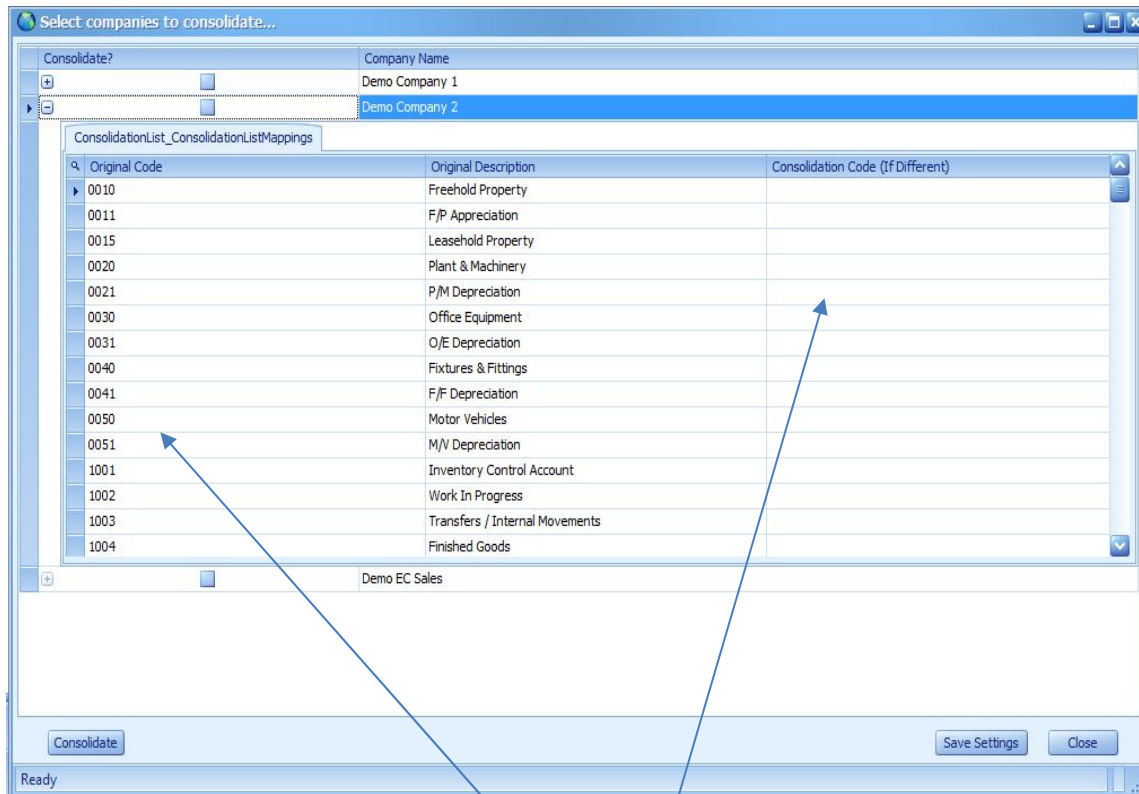 Select companies to consolidate...
Consolidate? Company Name
Demo Company 1
Demo Company 2
ConsolidationList_ConsolidationListMappings
Original Code Original Description Consolidation Code (If Different)
0010 Freehold Property
0011 F/P Appreciation
0015 Leasehold Property
0020 Plant & Machinery
0021 P/M Depreciation
0030 Office Equipment
0031 O/E Depreciation
0040 Fixtures & Fittings
0041 F/F Depreciation
0050 Motor Vehicles
0051 M/V Depreciation
1001 Inventory Control Account
1002 Work In Progress
1003 Transfers / Internal Movements
1004 Finished Goods
Demo EC Sales
Consolidate Save Settings Close
Ready